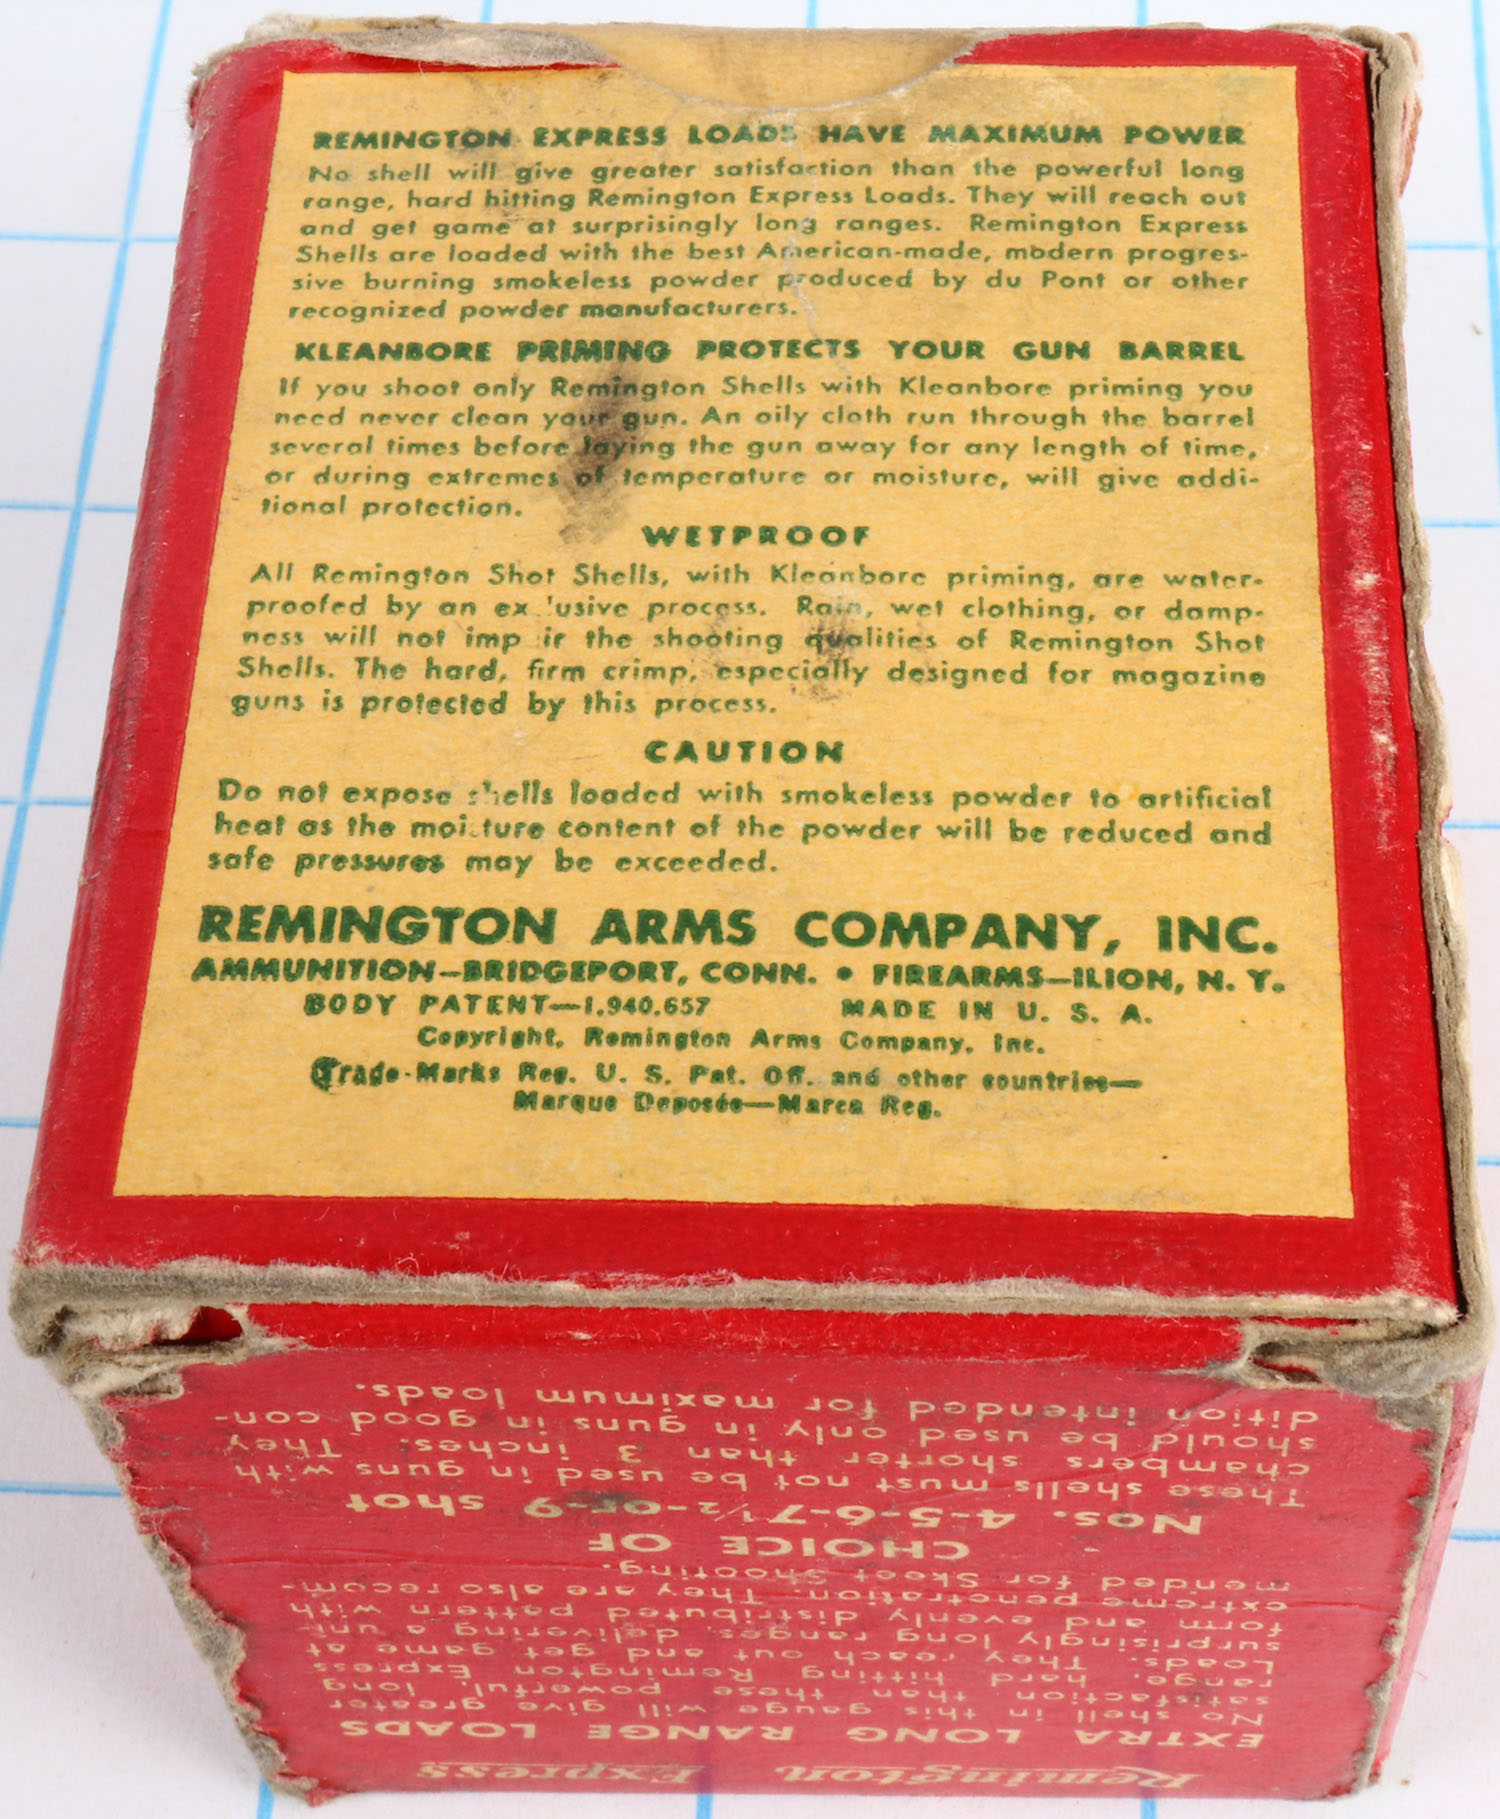 REMINGTON EXPRESS LOADS HAVE MAXIMUM POWER
No shell will give greater satisfaction than the powerful long
range, hard hitting Remington Express Loads. They will reach out
and get game at surprisingly long ranges. Remington Express
Shells are loaded with the best American-made, modern progres-
sive burning smokeless powder produced by du Pont or other
recognized powder manufacturers.
KLEANBORE PRIMING PROTECTS YOUR GUN BARREL
If you shoot only Remington Shells with Kleanbore priming you
need never clean your gun. An oily cloth run through the barrel
several times before laying the gun away for any length of time,
or during extremes of temperature or moisture, will give addi-
tional protection.
WETPROOF
All Remington Shot Shells, with Kleanbore priming, are water-
proofed by an exclusive process. Rain, wet clothing, or damp-
ness will not impair the shooting qualities of Remington Shot
Shells. The hard, firm crimp, especially designed for magazine
guns is protected by this process.
CAUTION
Do not expose shells loaded with smokeless powder to artificial
heat as the moisture content of the powder will be reduced and
safe pressures may be exceeded.
REMINGTON ARMS COMPANY, INC.
AMMUNITION—BRIDGEPORT, CONN. • FIREARMS—ILION, N. Y.
BODY PATENT—1,940,657 MADE IN U. S. A.
Copyright, Remington Arms Company, Inc.
Trade-Marks Reg. U. S. Pat. Off. and other countries—
Marque Deposée—Marca Reg.
Remington Express
EXTRA LONG RANGE LOADS
No shell in this gauge will give greater
satisfaction than these powerful, long
range, hard hitting Remington Express
Loads. They reach out and get game at
surprisingly long ranges, delivering a uni-
form and evenly distributed pattern with
extreme penetration. They are also recom-
mended for Skeet Shooting.
CHOICE OF
Nos. 4-5-6-7½-or-9 shot
These shells must not be used in guns with
chambers shorter than 3 inches. They
should be used only in guns in good con-
dition intended for maximum loads.